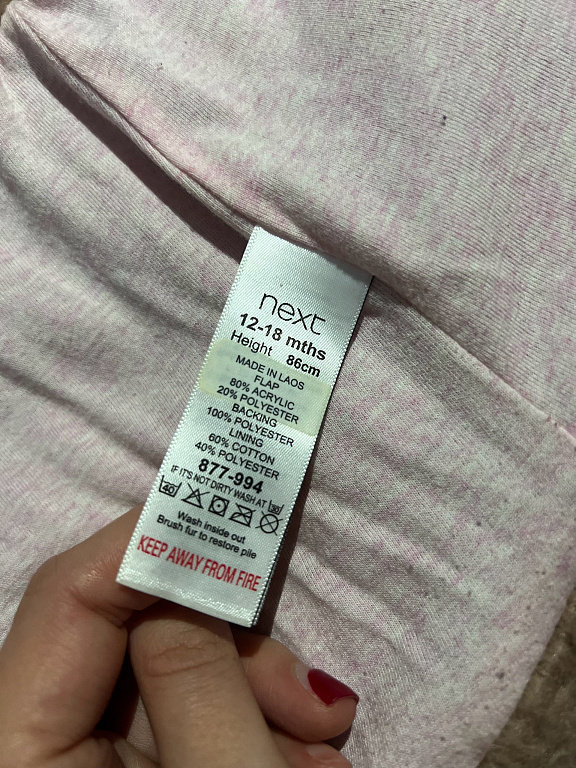 next
12-18 mths
Height 86cm
MADE IN LAOS
FLAP
80% ACRYLIC
20% POLYESTER
BACKING
100% POLYESTER
LINING
60% COTTON
40% POLYESTER
877-994
IF IT'S NOT DIRTY WASH AT 30
40
Wash inside out
Brush fur to restore pile
KEEP AWAY FROM FIRE